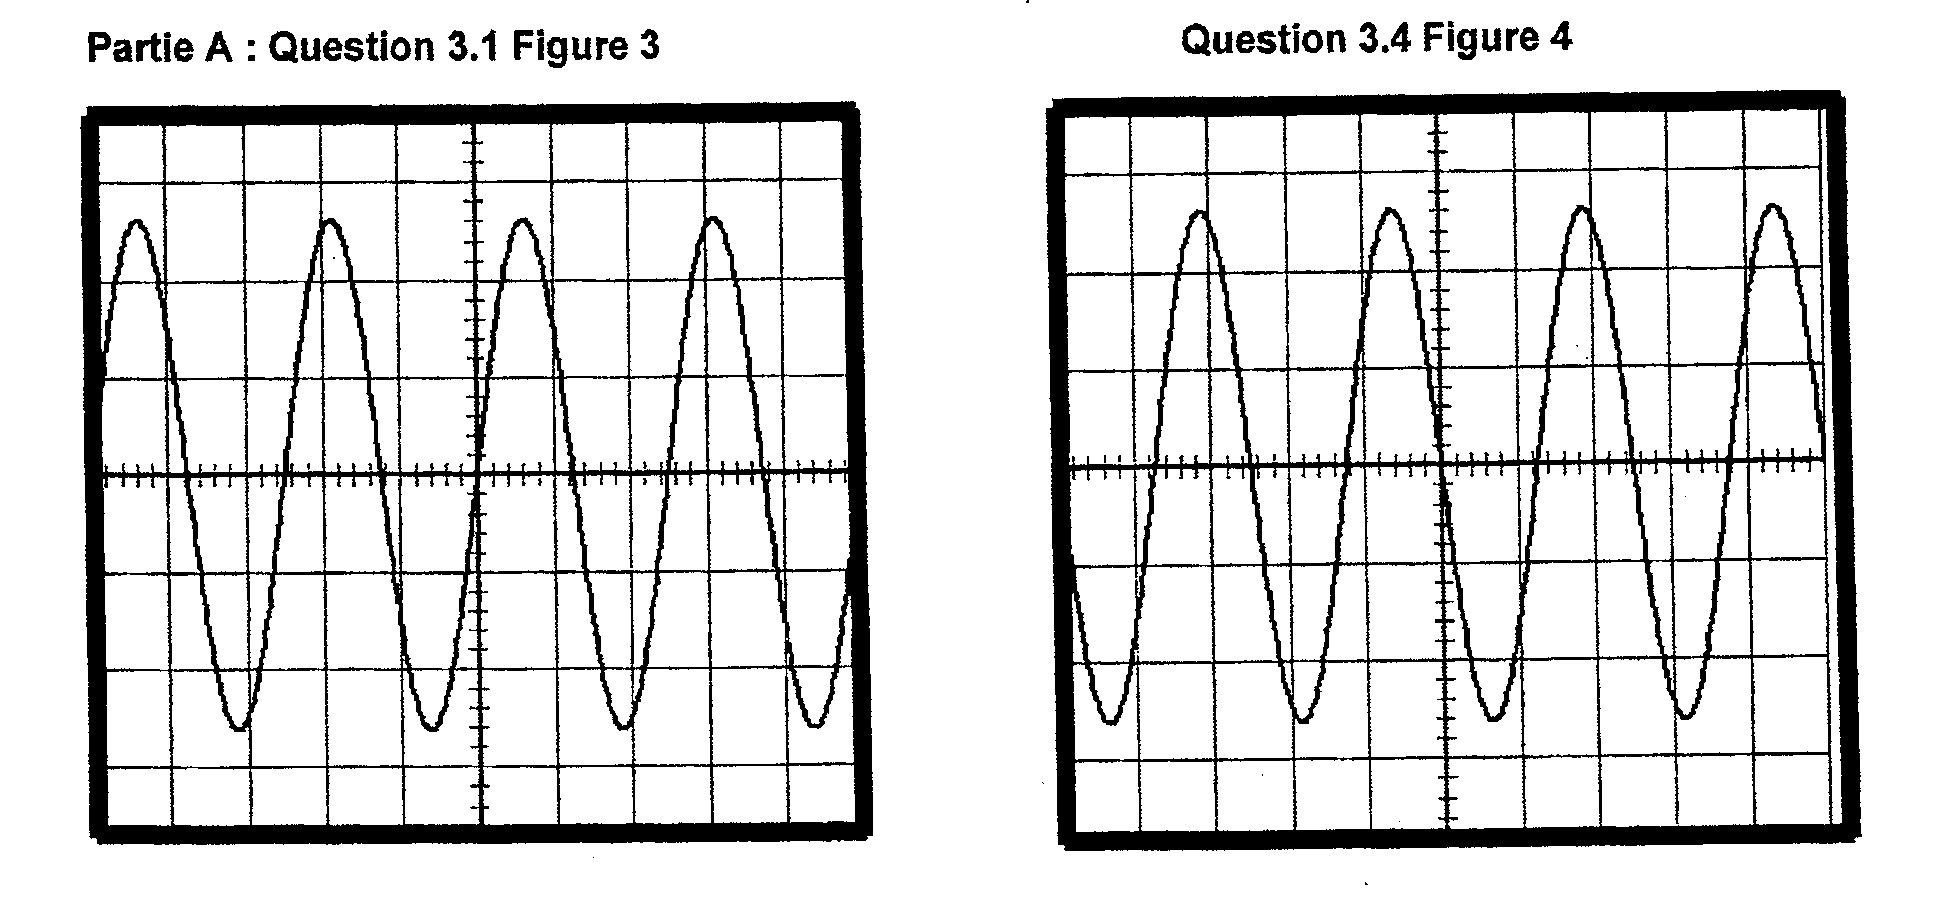 Partie A : Question 3.1 Figure 3
Question 3.4 Figure 4